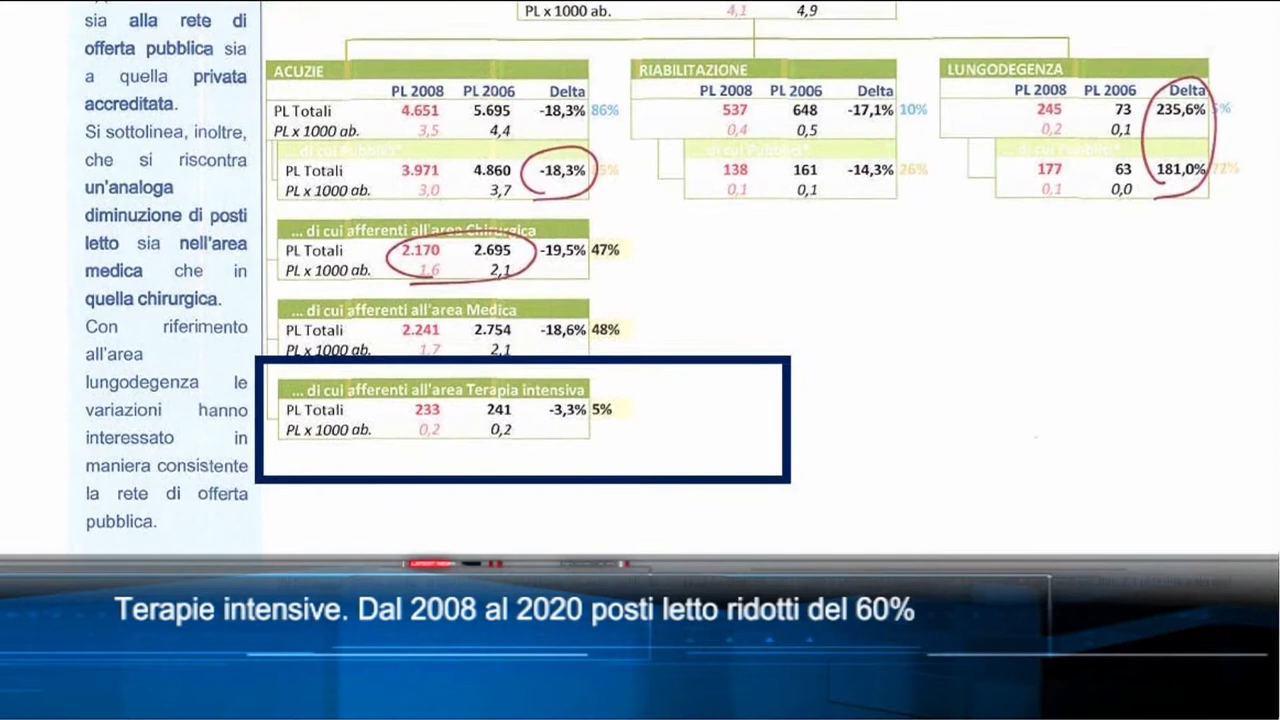 sia alla rete di
offerta pubblica sia
a quella privata
accreditata.
Si sottolinea, inoltre,
che si riscontra
un'analoga
diminuzione di posti
letto sia nell'area
medica che in
quella chirurgica.
Con riferimento
all'area
lungodegenza le
variazioni hanno
interessato in
maniera consistente
la rete di offerta
pubblica.
PL x 1000 ab. 4,1 4,9
ACUZIE
PL 2008 PL 2006 Delta
PL Totali 4.651 5.695 -18,3% 86%
PL x 1000 ab. 3,5 4,4
... di cui Pubblici*
PL Totali 3.971 4.860 -18,3%
PL x 1000 ab. 3,0 3,7
... di cui afferenti all'area Chirurgica
PL Totali 2.170 2.695 -19,5% 47%
PL x 1000 ab. 1,6 2,1
... di cui afferenti all'area Medica
PL Totali 2.241 2.754 -18,6% 48%
PL x 1000 ab. 1,7 2,1
... di cui afferenti all'area Terapia intensiva
PL Totali 233 241 -3,3% 5%
PL x 1000 ab. 0,2 0,2
RIABILITAZIONE
PL 2008 PL 2006 Delta
537 648 -17,1% 10%
0,4 0,5
... di cui Pubblici*
138 161 -14,3% 26%
0,1 0,1
LUNGODEGENZA
PL 2008 PL 2006 Delta
245 73 235,6%
0,2 0,1
... di cui Pubblici*
177 63 181,0% 72%
0,1 0,0
LATEST NEWS
Terapie intensive. Dal 2008 al 2020 posti letto ridotti del 60%